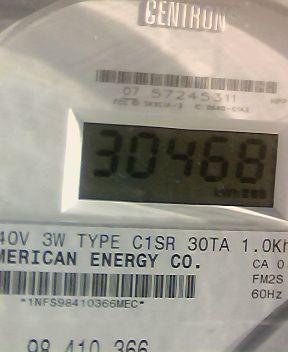 CENTRON
07 57245311
30468
kWh
40V 3W TYPE C1SR 30TA 1.0Kh
MERICAN ENERGY CO.
CA 0
FM2S
*1NFS98410366MEC*
60Hz
98 410 366